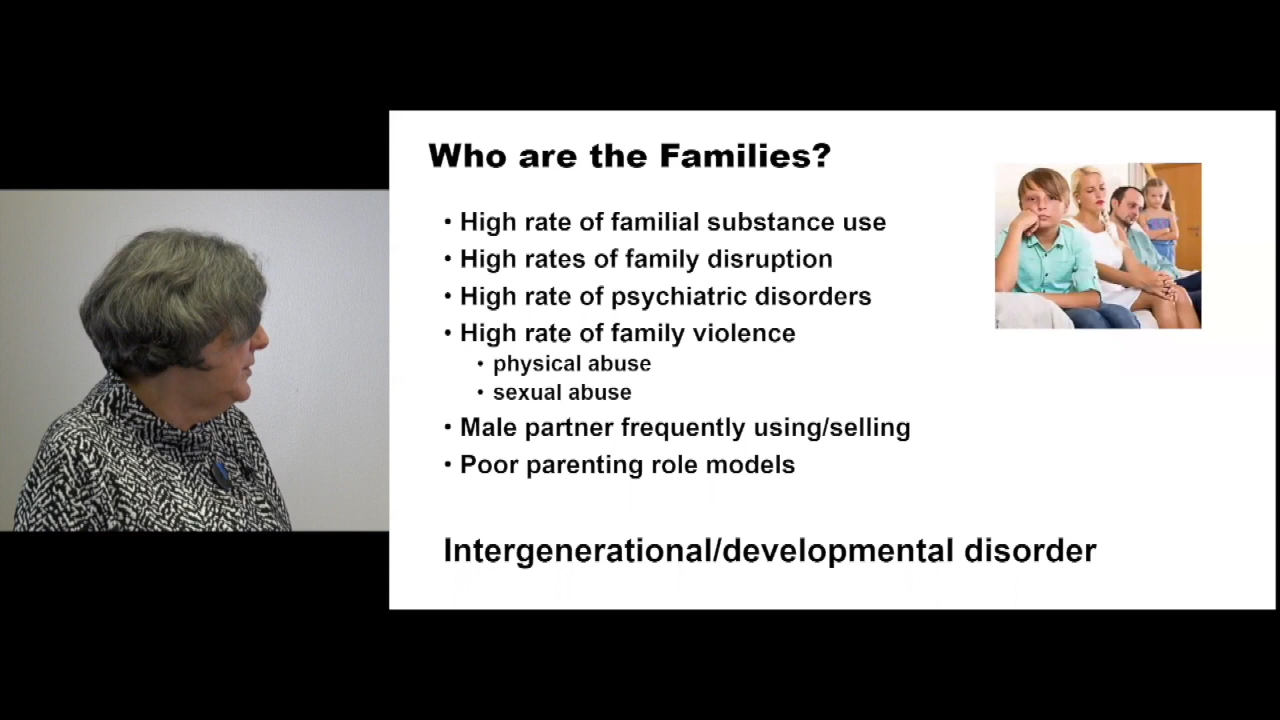 Who are the Families?
• High rate of familial substance use
• High rates of family disruption
• High rate of psychiatric disorders
• High rate of family violence
• physical abuse
• sexual abuse
• Male partner frequently using/selling
• Poor parenting role models
Intergenerational/developmental disorder